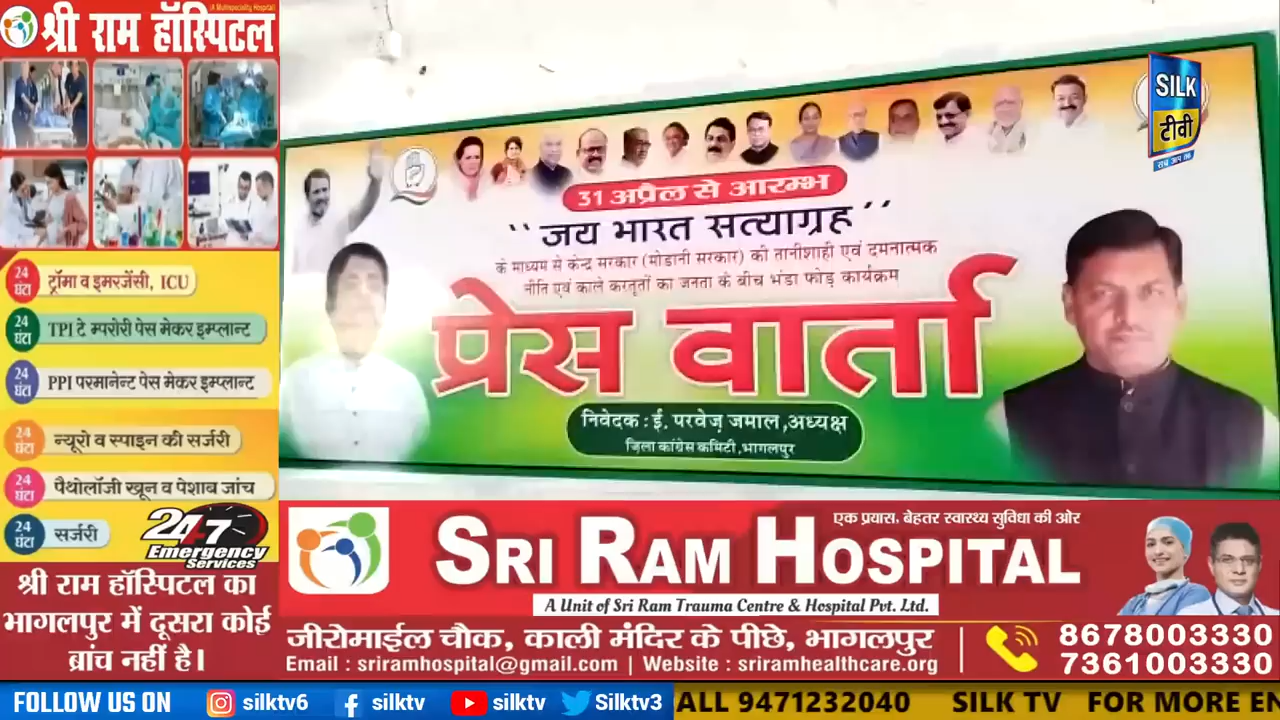 (A Multispeciality Hospital)
श्री राम हॉस्पिटल
24 घंटा
ट्रॉमा व इमरजेंसी, ICU
24 घंटा
TPI टे म्परोरी पेस मेकर इम्प्लान्ट
24 घंटा
PPI परमानेन्ट पेस मेकर इम्प्लान्ट
24 घंटा
न्यूरो व स्पाइन की सर्जरी
24 घंटा
पैथोलॉजी खून व पेशाब जांच
24 घंटा
सर्जरी
24 7
Emergency
Services
श्री राम हॉस्पिटल का
भागलपुर में दूसरा कोई
ब्रांच नहीं है।
SILK
टीवी
31 अप्रैल से आरम्भ
"जय भारत सत्याग्रह"
के माध्यम से केन्द्र सरकार (मोडानी सरकार) की तानीशाही एवं दमनात्मक
नीति एवं काले करतूतों का जनता के बीच भंडा फोड़ कार्यक्रम
प्रेस वार्ता
निवेदक : ई. परवेज़ जमाल ,अध्यक्ष
ज़िला कांग्रेस कमिटी ,भागलपुर
एक प्रयास, बेहतर स्वास्थ्य सुविधा की ओर
SRI RAM HOSPITAL
A Unit of Sri Ram Trauma Centre & Hospital Pvt. Ltd.
जीरोमाईल चौक, काली मंदिर के पीछे, भागलपुर
Email : sriramhospital@gmail.com | Website : sriramhealthcare.org
8678003330
7361003330
FOLLOW US ON silktv6 silktv silktv Silktv3 ALL 9471232040 SILK TV FOR MORE EN